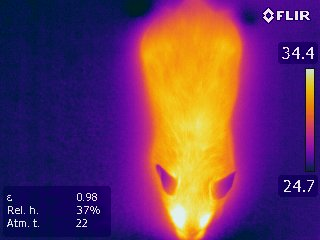 FLIR
34.4
24.7
ε 0.98
Rel. h. 37%
Atm. t. 22